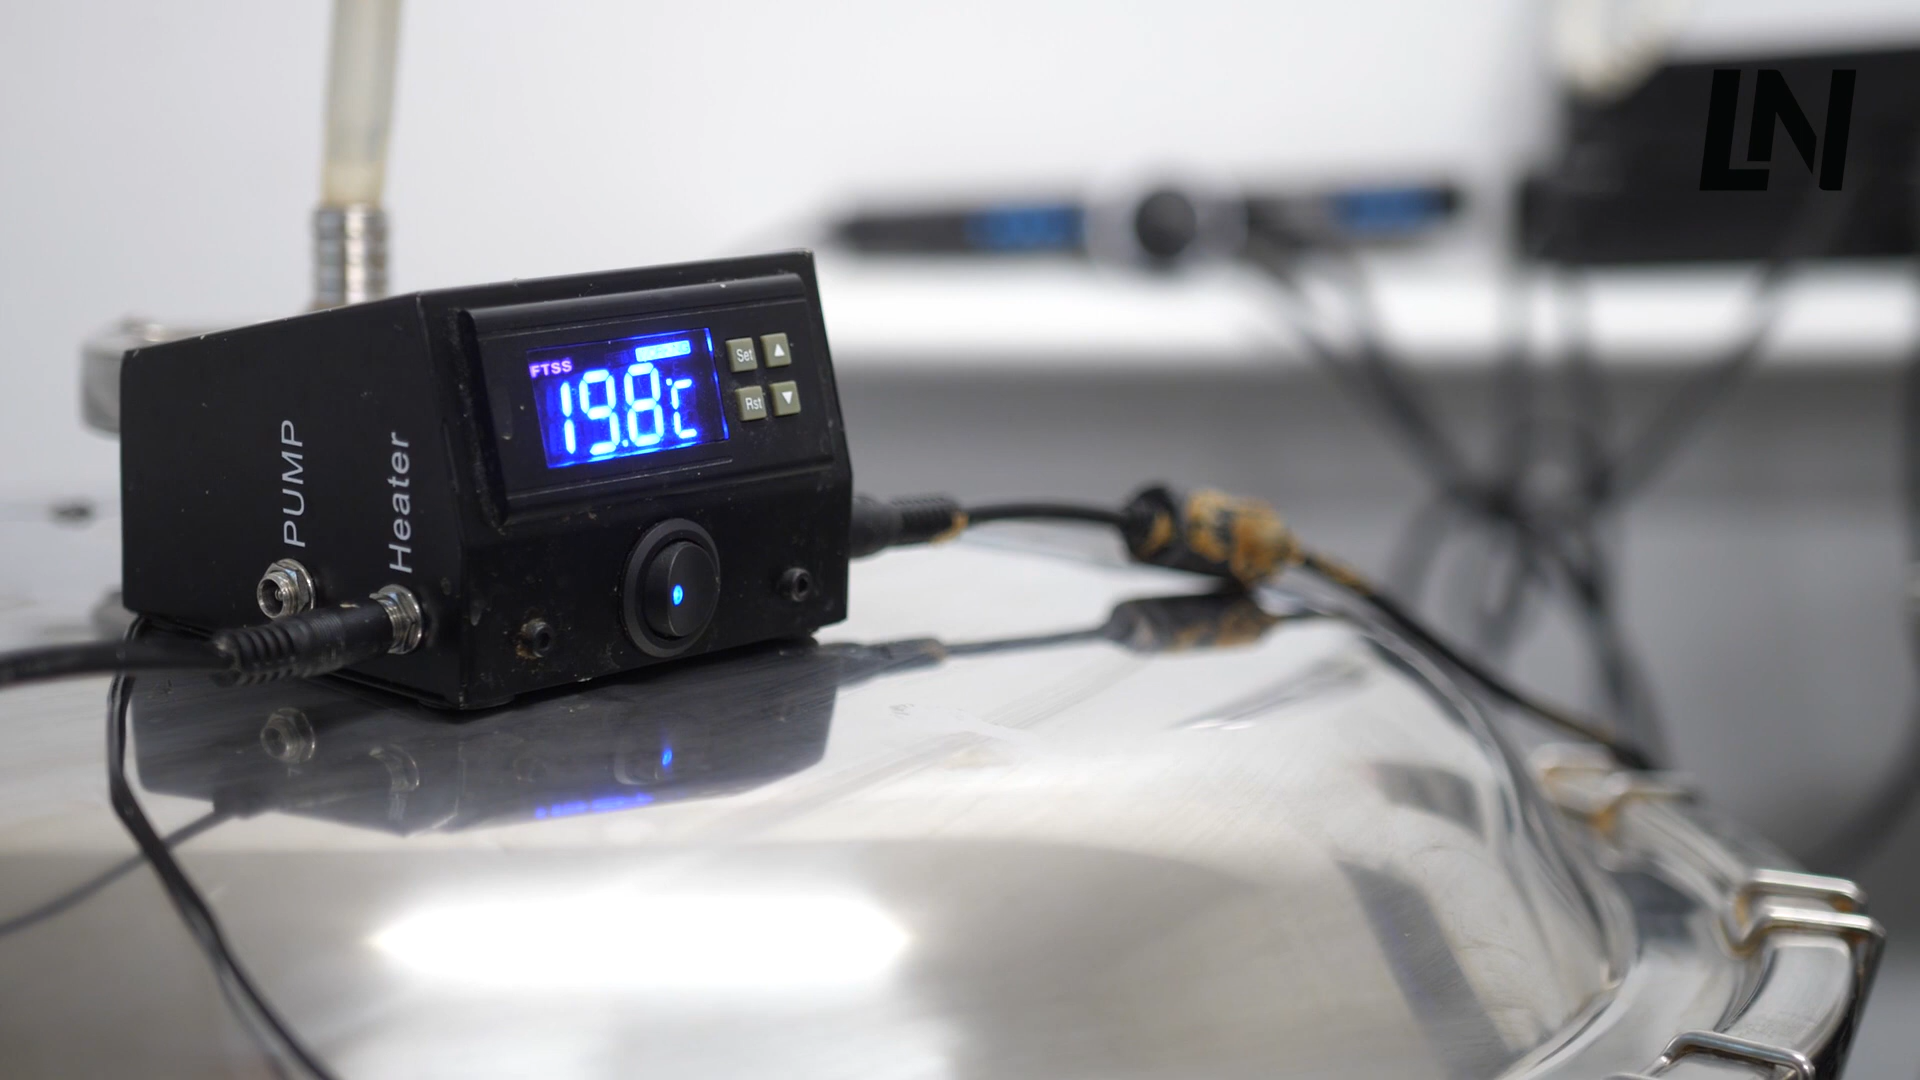 LN
FTSS
19.8°C
Set
Rst
PUMP
Heater